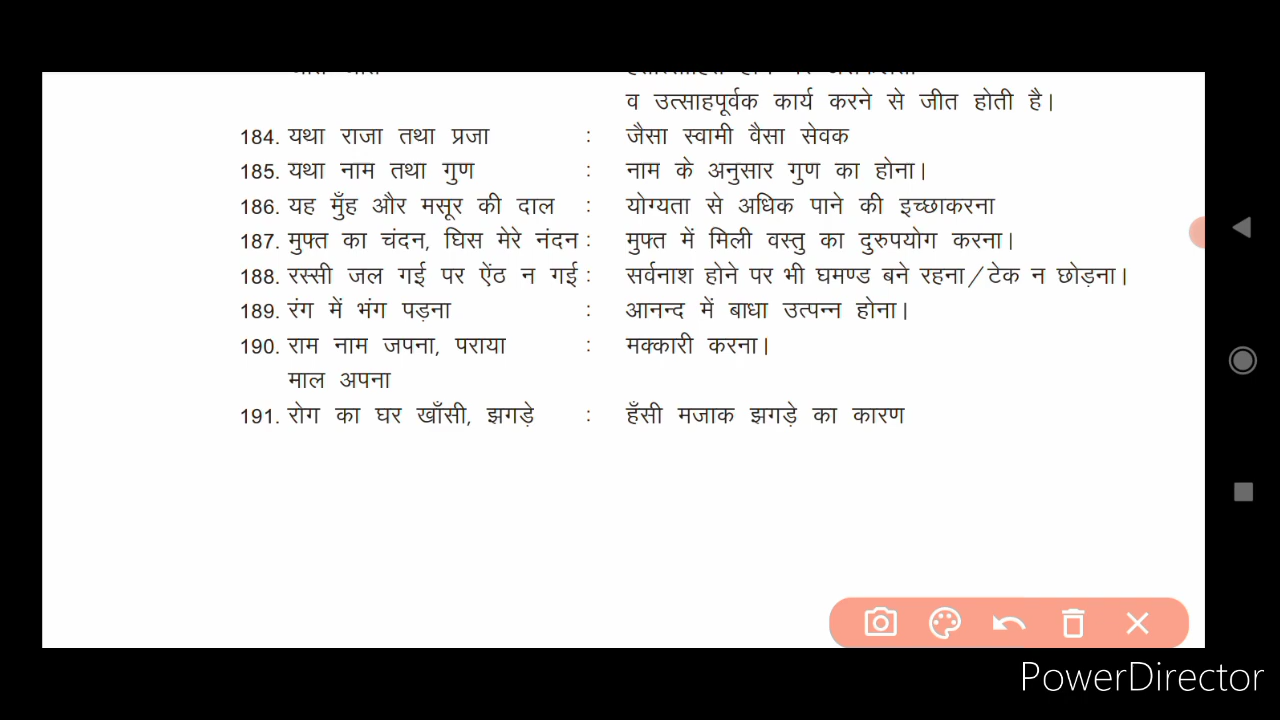 व उत्साहपूर्वक कार्य करने से जीत होती है।
184. यथा राजा तथा प्रजा : जैसा स्वामी वैसा सेवक
185. यथा नाम तथा गुण : नाम के अनुसार गुण का होना।
186. यह मुँह और मसूर की दाल : योग्यता से अधिक पाने की इच्छाकरना
187. मुफ्त का चंदन, घिस मेरे नंदन : मुफ्त में मिली वस्तु का दुरुपयोग करना।
188. रस्सी जल गई पर ऐंठ न गई : सर्वनाश होने पर भी घमण्ड बने रहना/टेक न छोड़ना।
189. रंग में भंग पड़ना : आनन्द में बाधा उत्पन्न होना।
190. राम नाम जपना, पराया : मक्कारी करना।
माल अपना
191. रोग का घर खाँसी, झगड़े : हँसी मजाक झगड़े का कारण
PowerDirector